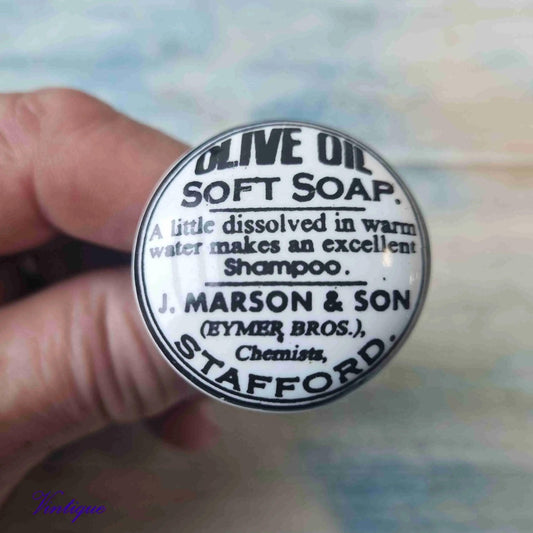 OLIVE OIL
SOFT SOAP.
A little dissolved in warm
water makes an excellent
Shampoo.
J. MARSON & SON
(EYMER BROS.),
Chemists,
STAFFORD.
Vintique